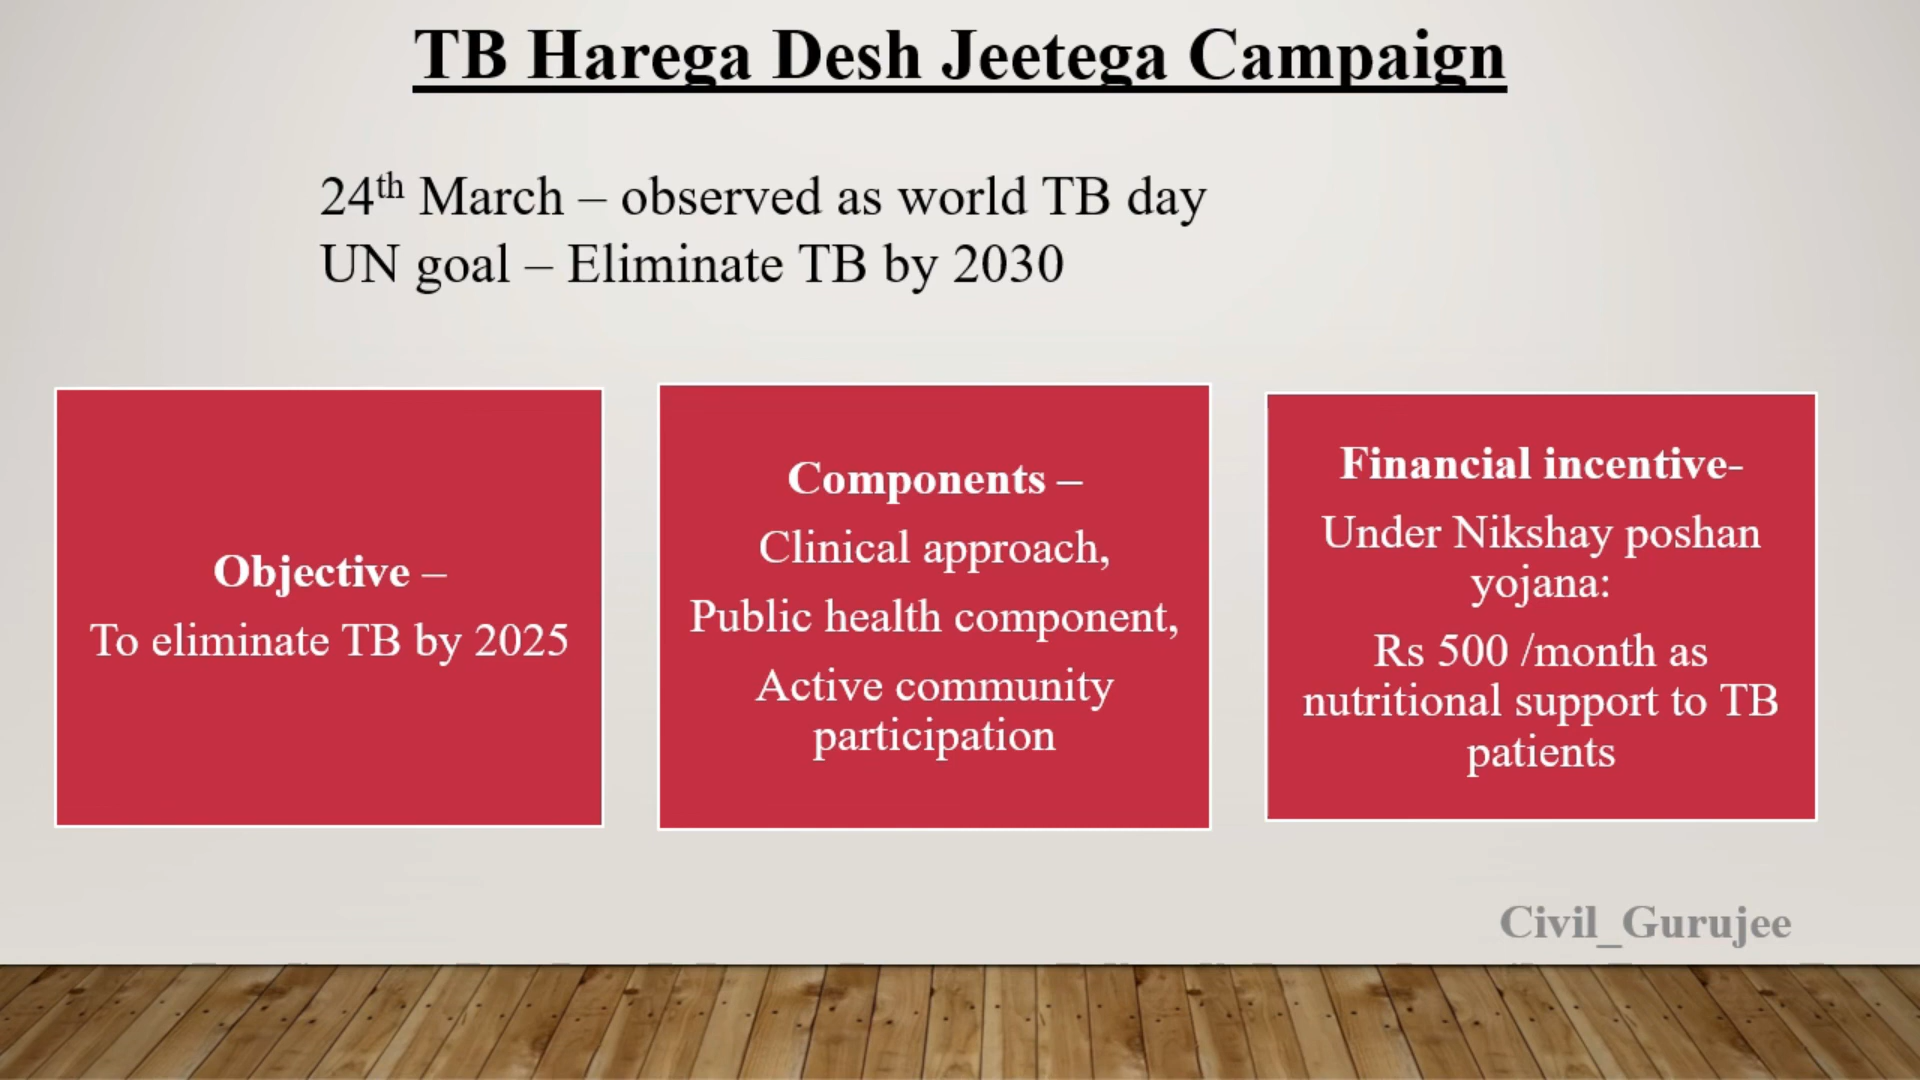 TB Harega Desh Jeetega Campaign
24th March – observed as world TB day
UN goal – Eliminate TB by 2030
Objective –
To eliminate TB by 2025
Components –
Clinical approach,
Public health component,
Active community
participation
Financial incentive-
Under Nikshay poshan
yojana:
Rs 500 /month as
nutritional support to TB
patients
Civil_Gurujee